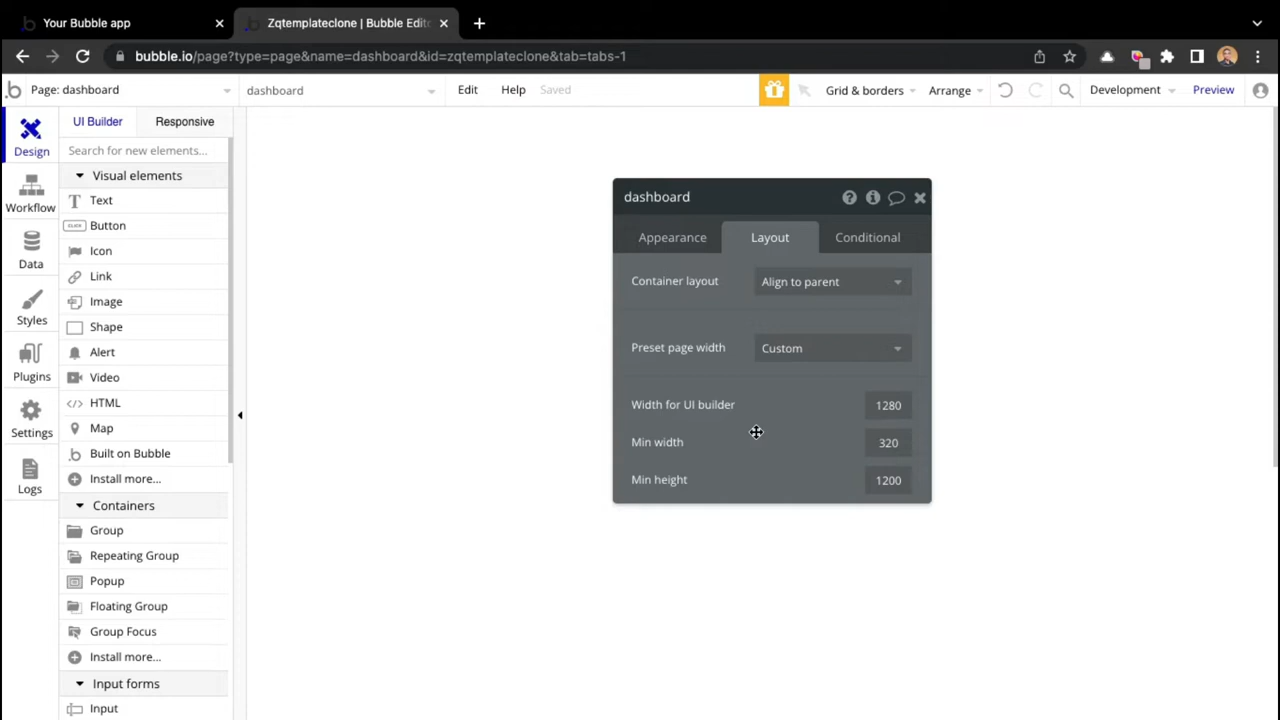 Your Bubble app
Zqtemplateclone | Bubble Edito
bubble.io/page?type=page&name=dashboard&id=zqtemplateclone&tab=tabs-1
Page: dashboard
dashboard
Edit
Help
Saved
Grid & borders
Arrange
Development
Preview
Design
Workflow
Data
Styles
Plugins
Settings
Logs
UI Builder
Responsive
Search for new elements...
Visual elements
Text
CLICK
Button
Icon
Link
Image
Shape
Alert
Video
</> HTML
Map
Built on Bubble
Install more...
Containers
Group
Repeating Group
Popup
Floating Group
Group Focus
Install more...
Input forms
Input
dashboard
Appearance
Layout
Conditional
Container layout
Align to parent
Preset page width
Custom
Width for UI builder
1280
Min width
320
Min height
1200